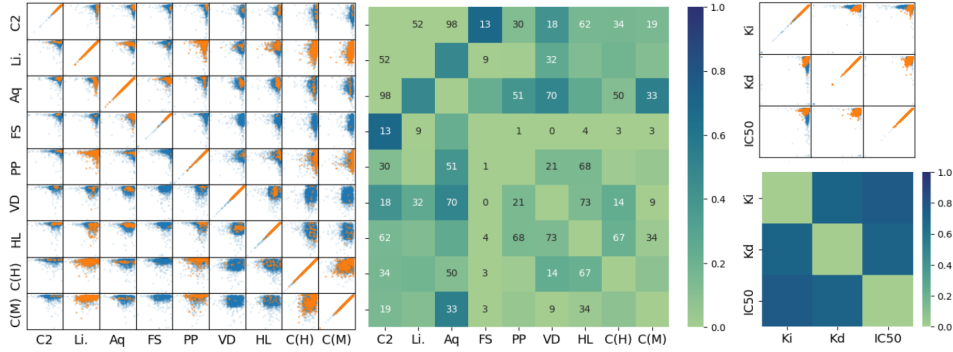 C2
Li.
Aq
FS
PP
VD
HL
C(H)
C(M)
C2 Li. Aq FS PP VD HL C(H) C(M)
52 98 13 30 18 62 34 19
52 9 32
98 51 70 50 33
13 9 1 0 4 3 3
30 51 1 21 68
18 32 70 0 21 73 14 9
62 4 68 73 67 34
34 50 3 14 67
19 33 3 9 34
C2 Li. Aq FS PP VD HL C(H) C(M)
1.0
0.8
0.6
0.4
0.2
0.0
Ki
Kd
IC50
Ki
Kd
IC50
Ki Kd IC50
1.0
0.8
0.6
0.4
0.2
0.0